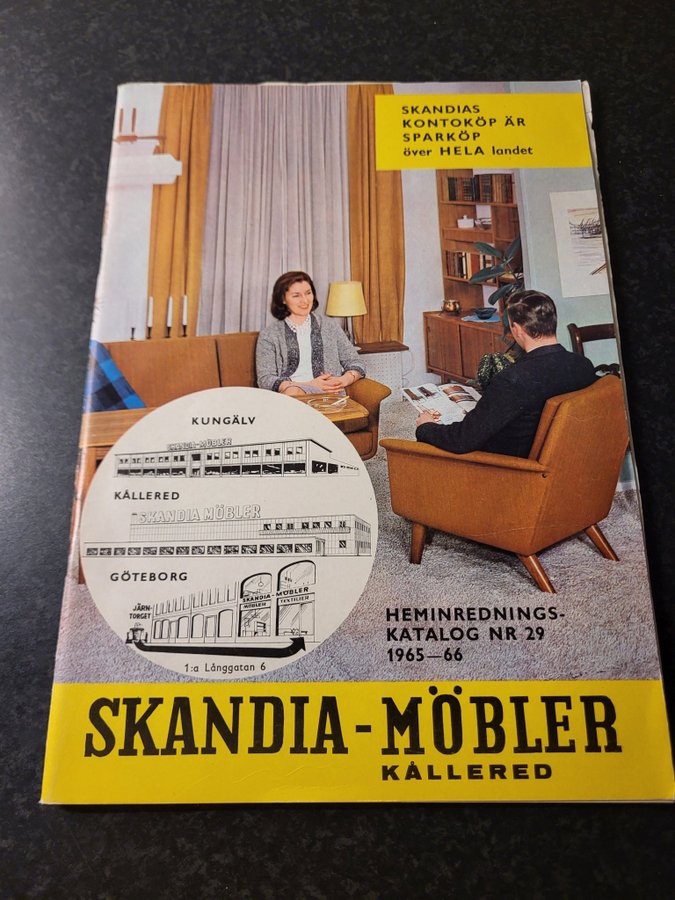 SKANDIAS
KONTOKÖP ÄR
SPARKÖP
över HELA landet
KUNGÄLV
SKANDIA-MÖBLER
KÅLLERED
SKANDIA MÖBLER
GÖTEBORG
JÄRN-
TORGET
SKANDIA-MÖBLER
MÖBLER
TEXTILIER
1:a Långgatan 6
HEMINREDNINGS-
KATALOG NR 29
1965—66
SKANDIA-MÖBLER
KÅLLERED